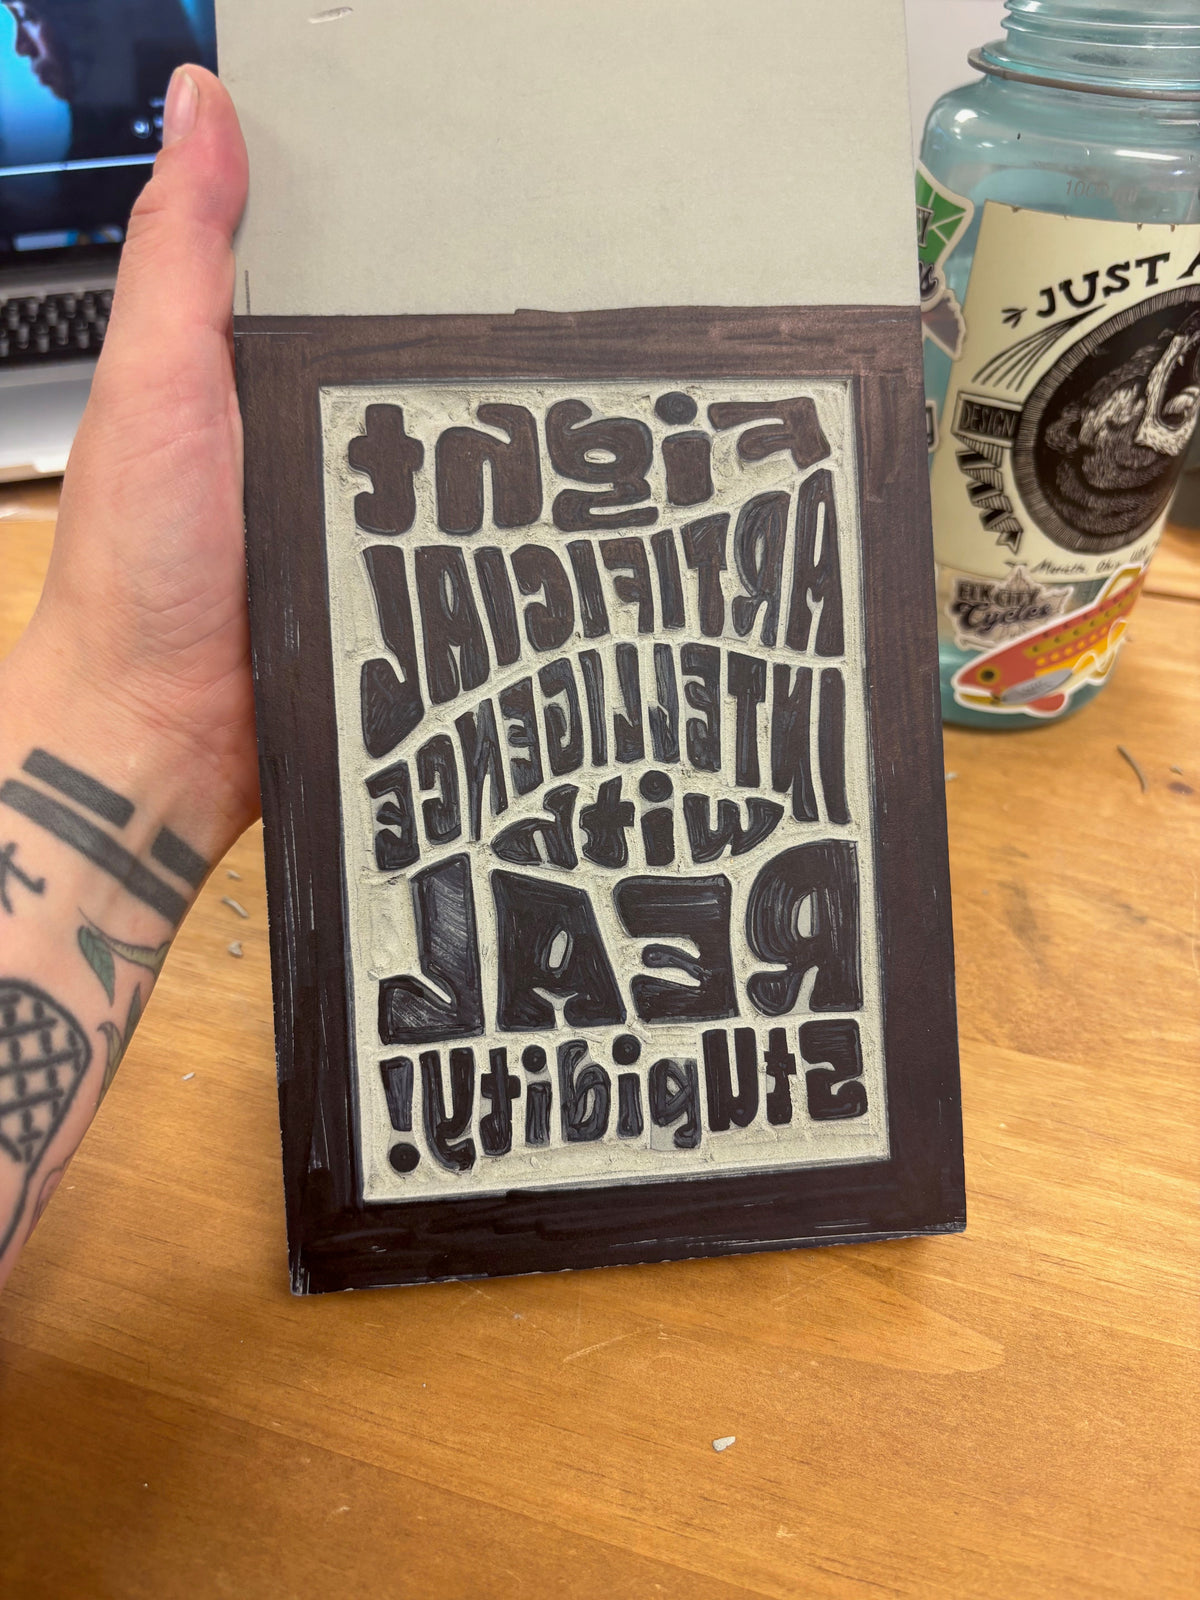 fight
ARTIFICIAL
INTELLIGENCE
with
REAL
stupidity!
JUST A
DESIGN
ELK CITY
Cycles